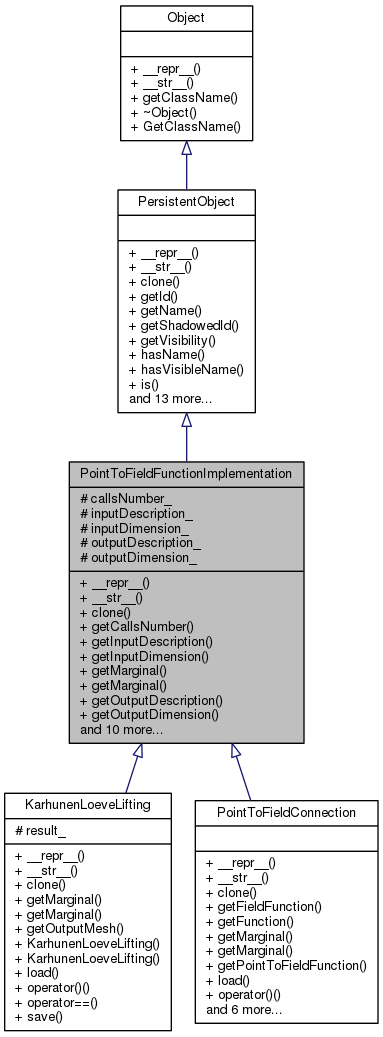 Object
+ __repr__()
+ __str__()
+ getClassName()
+ ~Object()
+ GetClassName()
PersistentObject
+ __repr__()
+ __str__()
+ clone()
+ getId()
+ getName()
+ getShadowedId()
+ getVisibility()
+ hasName()
+ hasVisibleName()
+ is()
and 13 more...
PointToFieldFunctionImplementation
# callsNumber_
# inputDescription_
# inputDimension_
# outputDescription_
# outputDimension_
+ __repr__()
+ __str__()
+ clone()
+ getCallsNumber()
+ getInputDescription()
+ getInputDimension()
+ getMarginal()
+ getMarginal()
+ getOutputDescription()
+ getOutputDimension()
and 10 more...
KarhunenLoeveLifting
# result_
+ __repr__()
+ __str__()
+ clone()
+ getMarginal()
+ getMarginal()
+ getOutputMesh()
+ KarhunenLoeveLifting()
+ KarhunenLoeveLifting()
+ load()
+ operator()()
+ operator==()
+ save()
PointToFieldConnection
+ __repr__()
+ __str__()
+ clone()
+ getFieldFunction()
+ getFunction()
+ getMarginal()
+ getMarginal()
+ getPointToFieldFunction()
+ load()
+ operator()()
and 6 more...